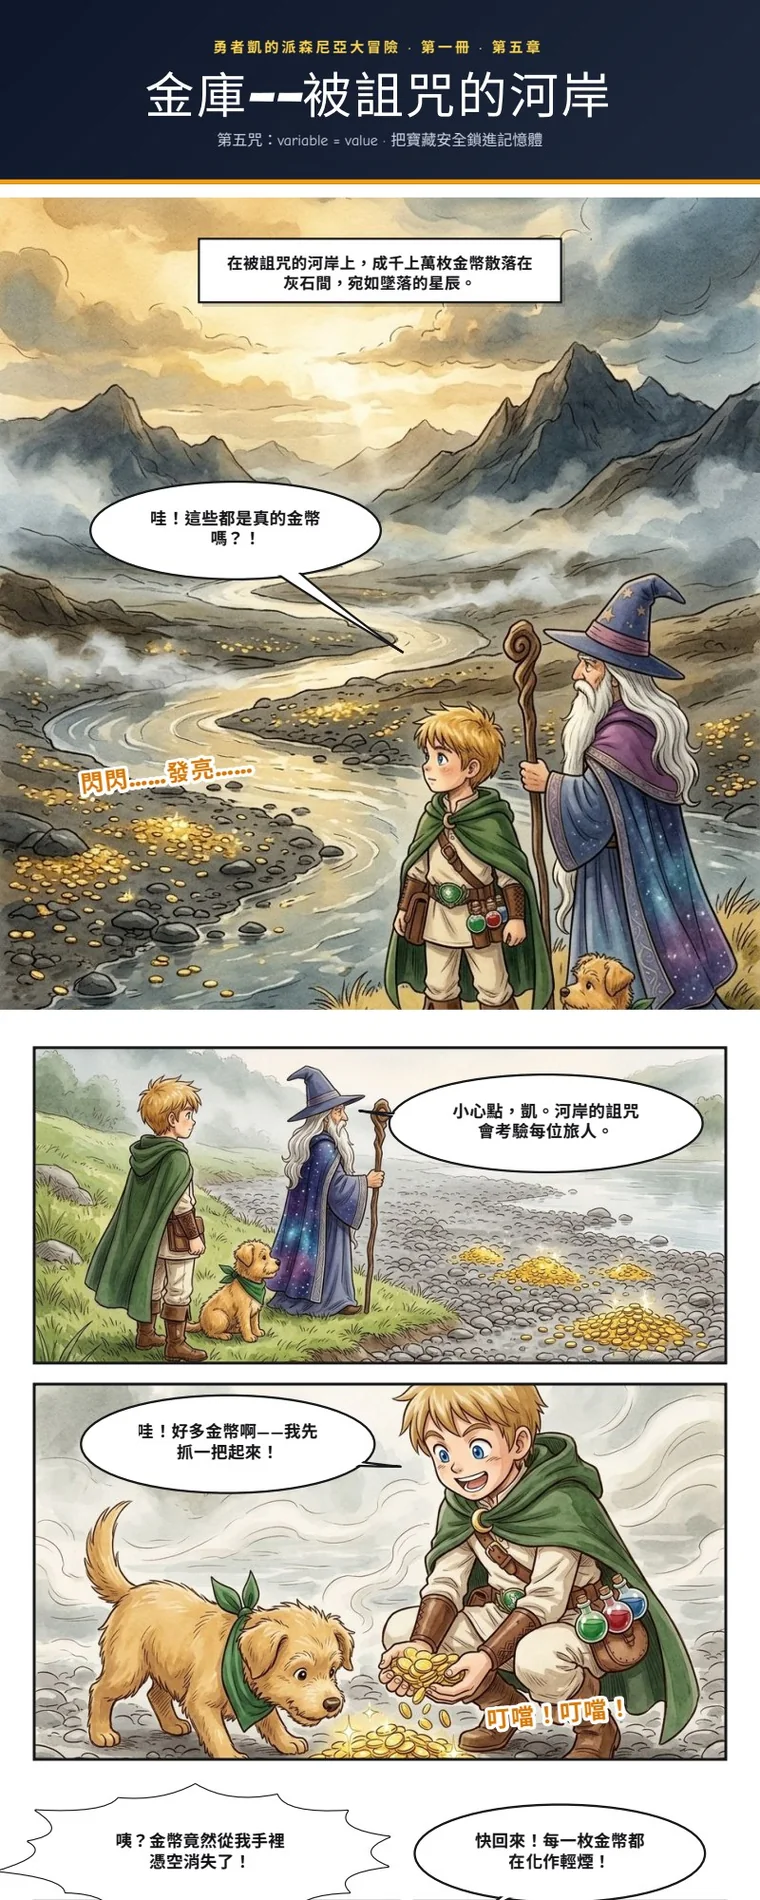 勇者凱的派森尼亞大冒險 · 第一冊 · 第五章
金庫——被詛咒的河岸
第五咒：variable = value · 把寶藏安全鎖進記憶體
在被詛咒的河岸上，成千上萬枚金幣散落在
灰石間，宛如墜落的星辰。
哇！這些都是真的金幣
嗎？！
閃閃……發亮……
小心點，凱。河岸的詛咒
會考驗每位旅人。
哇！好多金幣啊——我先
抓一把起來！
叮噹！叮噹！
咦？金幣竟然從我手裡
憑空消失了！
快回來！每一枚金幣都
在化作輕煙！